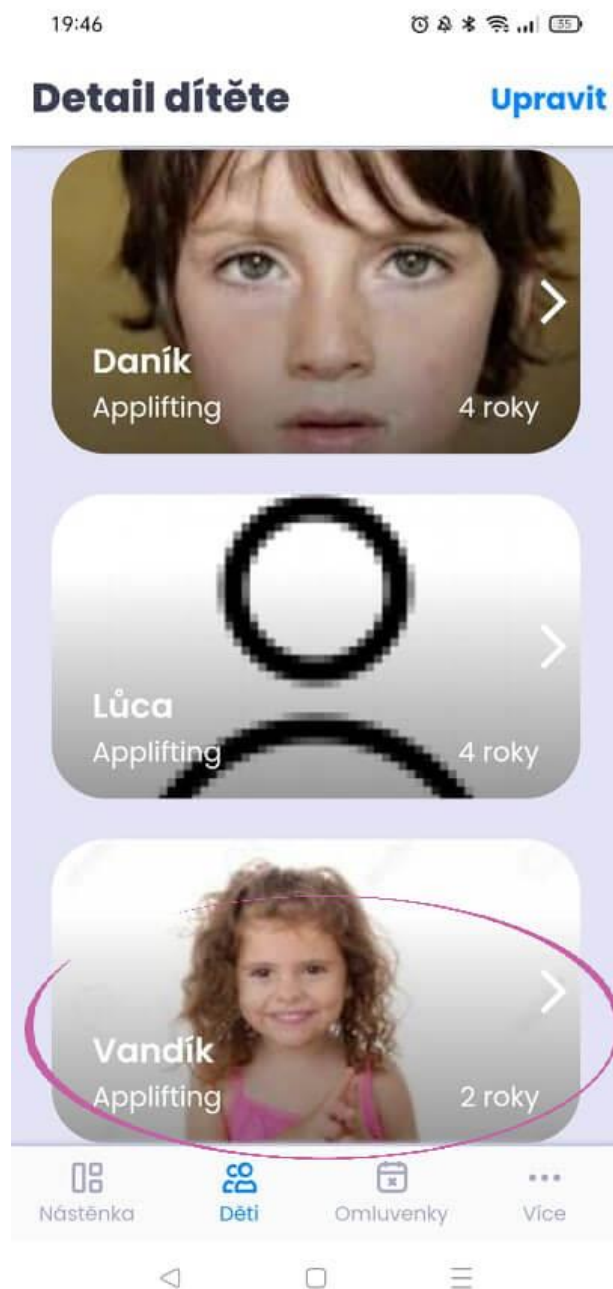 19:46
55
Detail dítěte
Upravit
Daník
Applifting
4 roky
Lůca
Applifting
4 roky
Vandík
Applifting
2 roky
Nástěnka
Děti
Omluvenky
Více